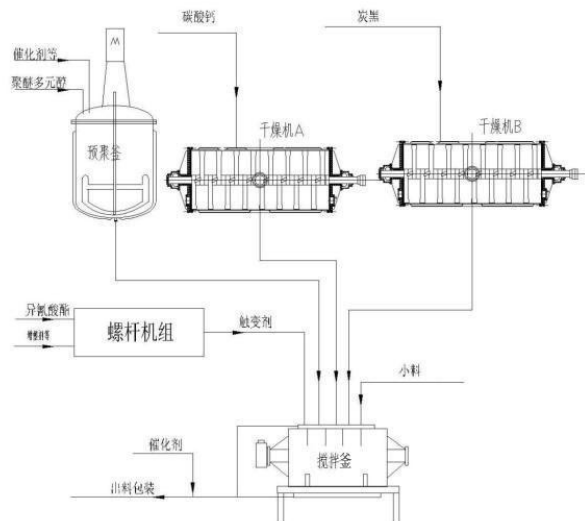 碳酸钙
炭黑
M
催化剂等
聚醚多元醇
预聚釜
干燥机A
干燥机B
异氰酸酯
螺杆机组
触变剂
小料
搅拌釜
催化剂
出料包装